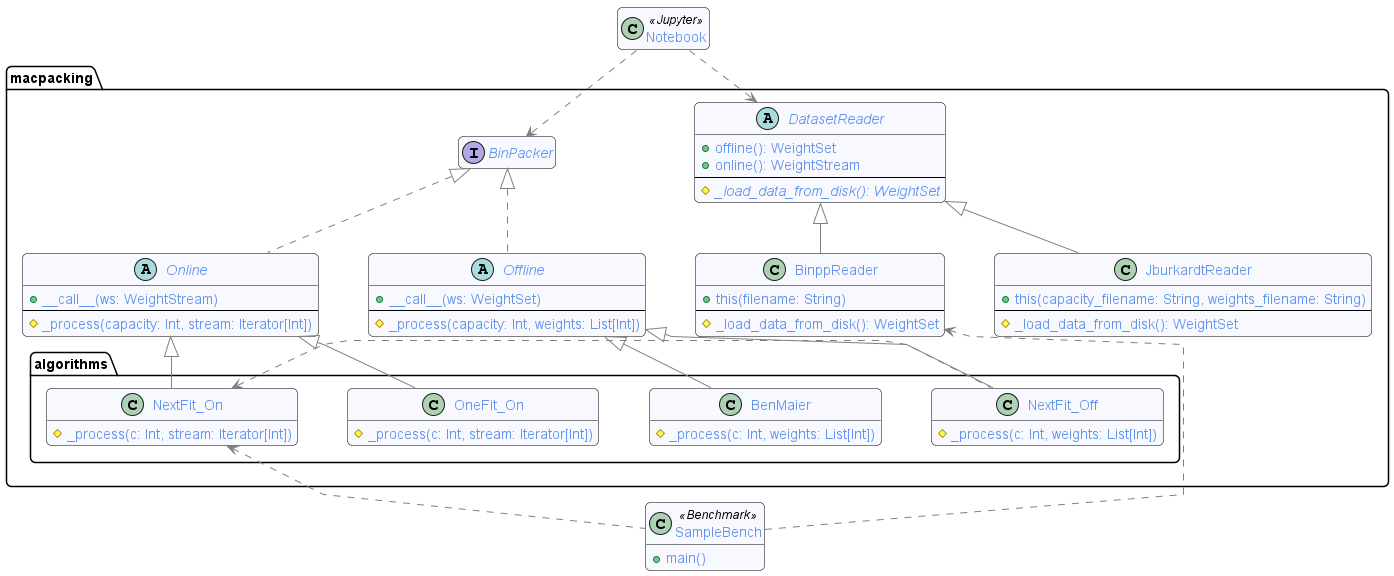 «Jupyter»
C
Notebook
macpacking
A DatasetReader
offline(): WeightSet
online(): WeightStream
_load_data_from_disk(): WeightSet
I BinPacker
A Online
__call__(ws: WeightStream)
_process(capacity: Int, stream: Iterator[Int])
A Offline
__call__(ws: WeightSet)
_process(capacity: Int, weights: List[Int])
C BinppReader
this(filename: String)
_load_data_from_disk(): WeightSet
C JburkardtReader
this(capacity_filename: String, weights_filename: String)
_load_data_from_disk(): WeightSet
algorithms
C NextFit_On
_process(c: Int, stream: Iterator[Int])
C OneFit_On
_process(c: Int, stream: Iterator[Int])
C BenMaier
_process(c: Int, weights: List[Int])
C NextFit_Off
_process(c: Int, weights: List[Int])
«Benchmark»
C
SampleBench
main()